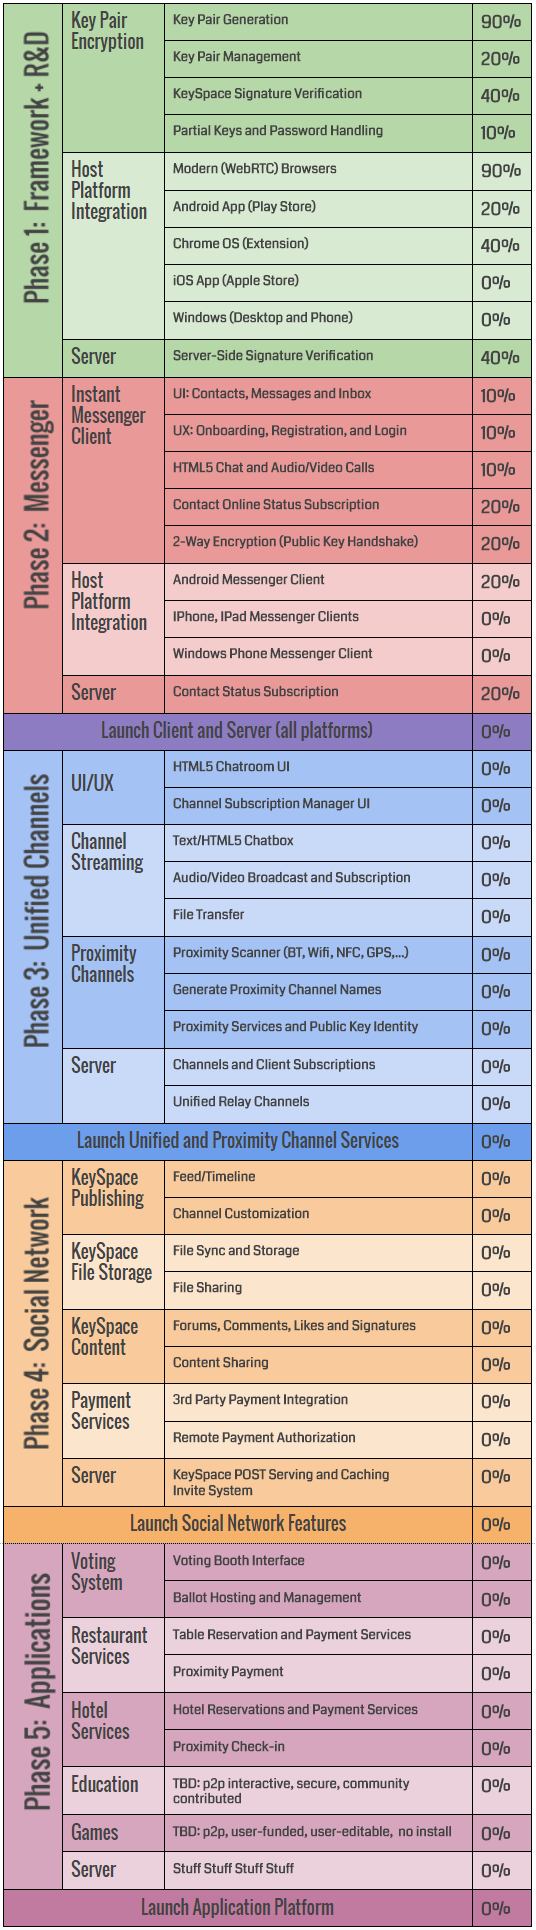 Phase 1: Framework + R&D
Key Pair
Encryption
Key Pair Generation
90%
Key Pair Management
20%
KeySpace Signature Verification
40%
Partial Keys and Password Handling
10%
Host
Platform
Integration
Modern (WebRTC) Browsers
90%
Android App (Play Store)
20%
Chrome OS (Extension)
40%
iOS App (Apple Store)
0%
Windows (Desktop and Phone)
0%
Server
Server-Side Signature Verification
40%
Phase 2: Messenger
Instant
Messenger
Client
UI: Contacts, Messages and Inbox
10%
UX: Onboarding, Registration, and Login
10%
HTML5 Chat and Audio/Video Calls
10%
Contact Online Status Subscription
20%
2-Way Encryption (Public Key Handshake)
20%
Host
Platform
Integration
Android Messenger Client
20%
IPhone, IPad Messenger Clients
0%
Windows Phone Messenger Client
0%
Server
Contact Status Subscription
20%
Launch Client and Server (all platforms)
0%
Phase 3: Unified Channels
UI/UX
HTML5 Chatroom UI
0%
Channel Subscription Manager UI
0%
Channel
Streaming
Text/HTML5 Chatbox
0%
Audio/Video Broadcast and Subscription
0%
File Transfer
0%
Proximity
Channels
Proximity Scanner (BT, Wifi, NFC, GPS,...)
0%
Generate Proximity Channel Names
0%
Proximity Services and Public Key Identity
0%
Server
Channels and Client Subscriptions
0%
Unified Relay Channels
0%
Launch Unified and Proximity Channel Services
0%
Phase 4: Social Network
KeySpace
Publishing
Feed/Timeline
0%
Channel Customization
0%
KeySpace
File Storage
File Sync and Storage
0%
File Sharing
0%
KeySpace
Content
Forums, Comments, Likes and Signatures
0%
Content Sharing
0%
Payment
Services
3rd Party Payment Integration
0%
Remote Payment Authorization
0%
Server
KeySpace POST Serving and Caching
Invite System
0%
Launch Social Network Features
0%
Phase 5: Applications
Voting
System
Voting Booth Interface
0%
Ballot Hosting and Management
0%
Restaurant
Services
Table Reservation and Payment Services
0%
Proximity Payment
0%
Hotel
Services
Hotel Reservations and Payment Services
0%
Proximity Check-in
0%
Education
TBD: p2p interactive, secure, community
contributed
0%
Games
TBD: p2p, user-funded, user-editable, no install
0%
Server
Stuff Stuff Stuff Stuff
0%
Launch Application Platform
0%